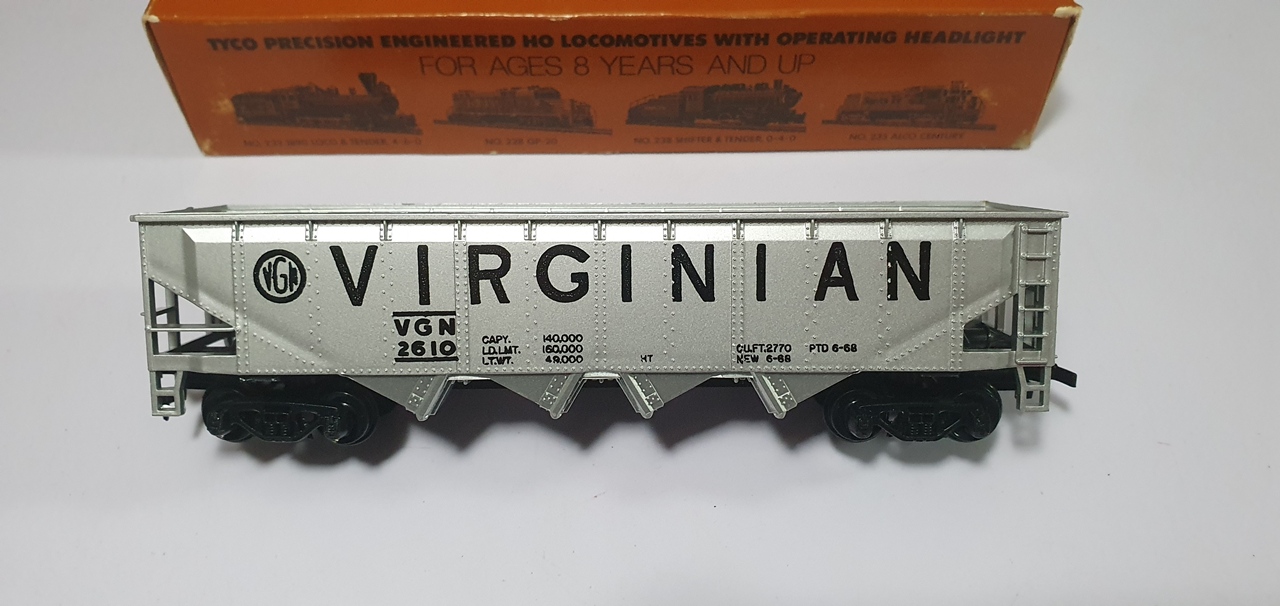 TYCO PRECISION ENGINEERED HO LOCOMOTIVES WITH OPERATING HEADLIGHT
FOR AGES 8 YEARS AND UP
VGN
VIRGINIAN
VGN
2610
CAPY. 140,000
LD.LMT. 160,000
LT.WT. 49,000
HT
CU.FT.2770 PTD 6-68
NEW 6-68